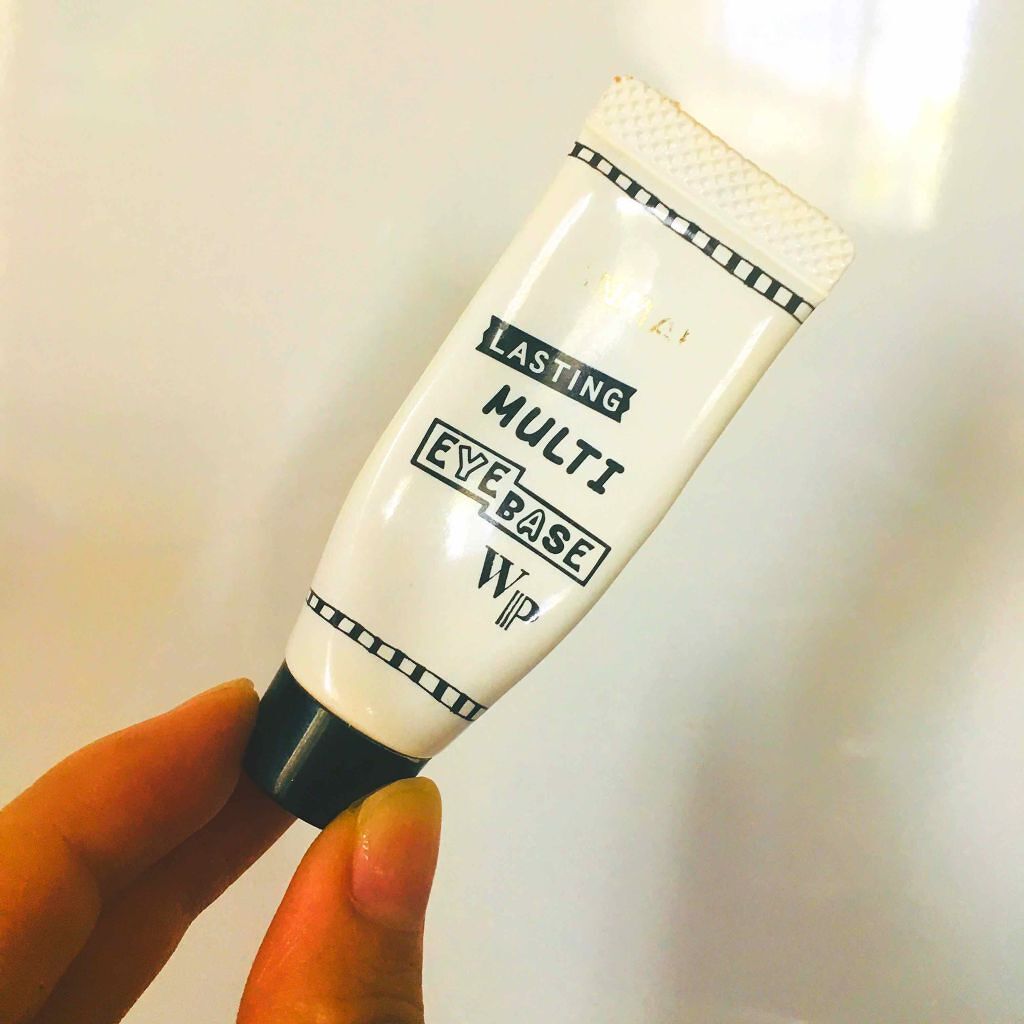 LASTING
MULTI
EYE BASE
WP